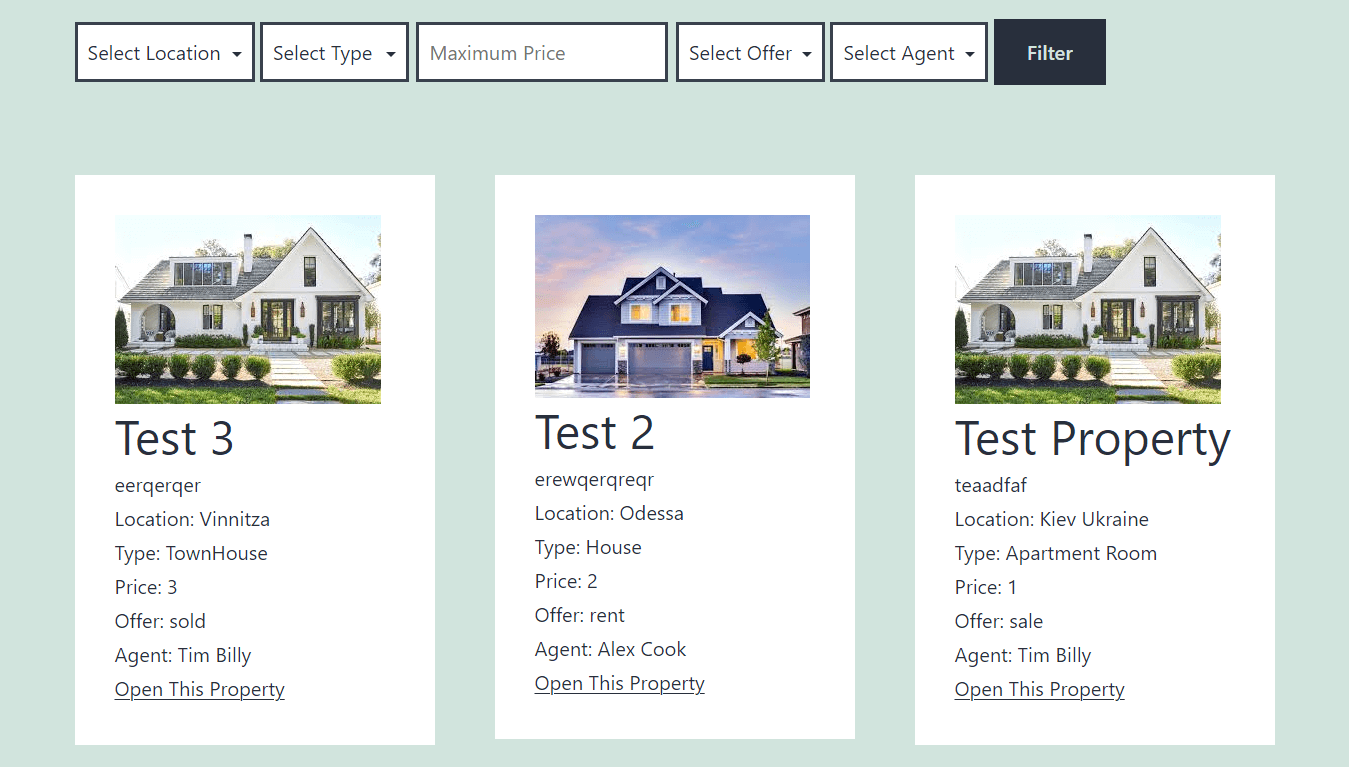 Select Location Select Type Maximum Price Select Offer Select Agent Filter
Test 3
eerqerqer
Location: Vinnitza
Type: TownHouse
Price: 3
Offer: sold
Agent: Tim Billy
Open This Property
Test 2
erewqerqreqr
Location: Odessa
Type: House
Price: 2
Offer: rent
Agent: Alex Cook
Open This Property
Test Property
teaadfaf
Location: Kiev Ukraine
Type: Apartment Room
Price: 1
Offer: sale
Agent: Tim Billy
Open This Property